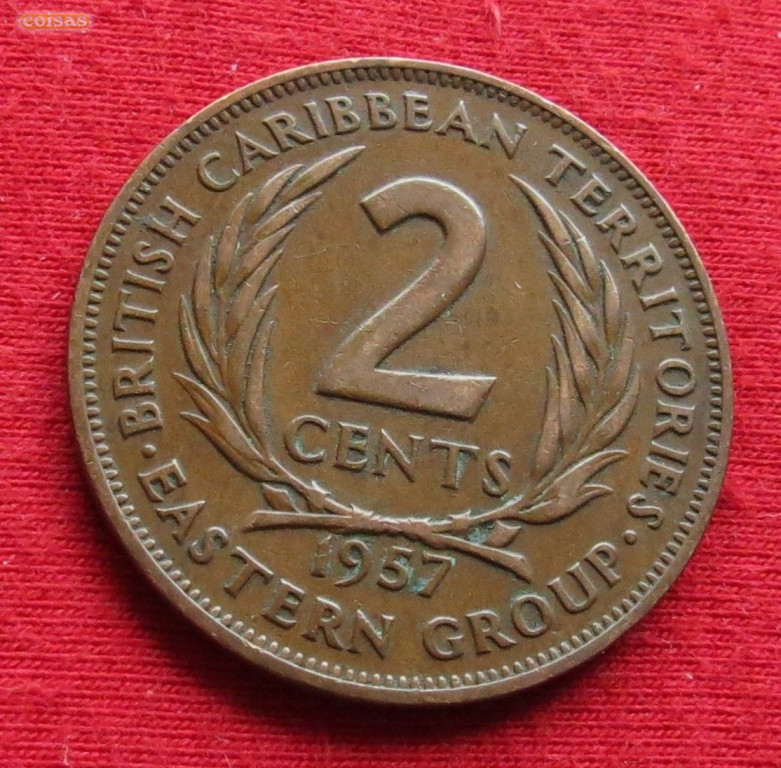 coisas
BRITISH CARIBBEAN TERRITORIES
2
CENTS
1957
· EASTERN GROUP ·